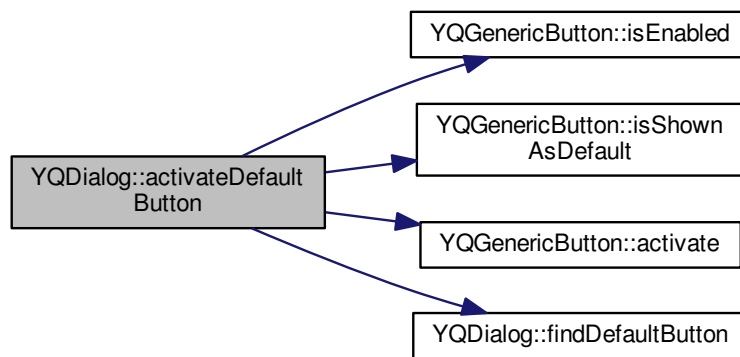 YQDialog::activateDefault
Button
YQGenericButton::isEnabled
YQGenericButton::isShown
AsDefault
YQGenericButton::activate
YQDialog::findDefaultButton